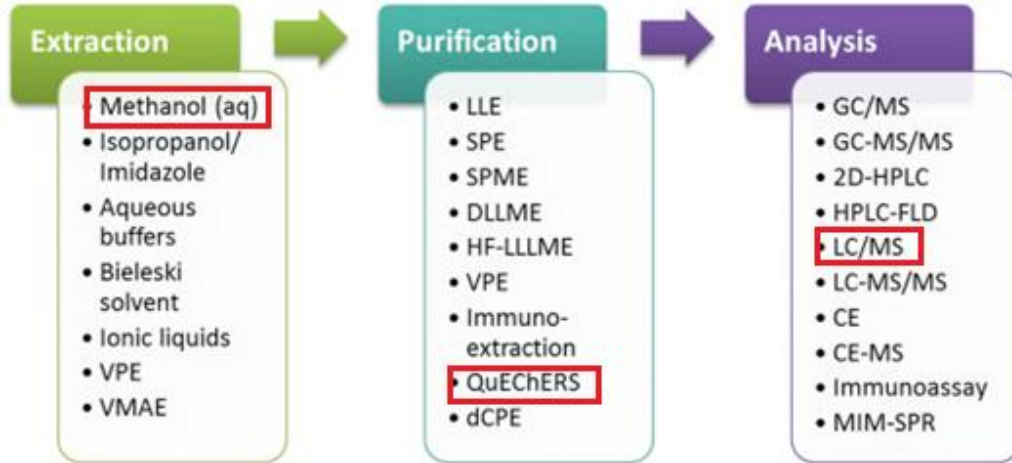 Extraction
• Methanol (aq)
• Isopropanol/
Imidazole
• Aqueous
buffers
• Bieleski
solvent
• Ionic liquids
• VPE
• VMAE
Purification
• LLE
• SPE
• SPME
• DLLME
• HF-LLLME
• VPE
• Immuno-
extraction
• QuEChERS
• dCPE
Analysis
• GC/MS
• GC-MS/MS
• 2D-HPLC
• HPLC-FLD
• LC/MS
• LC-MS/MS
• CE
• CE-MS
• Immunoassay
• MIM-SPR